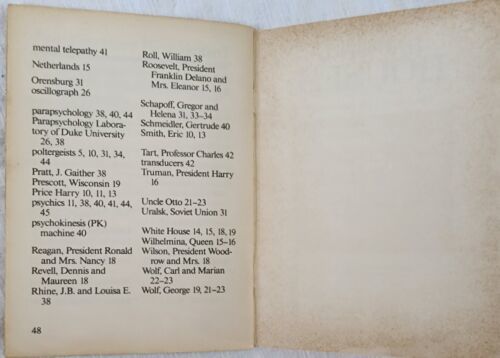 mental telepathy 41
Netherlands 15
Orensburg 31
oscillograph 26
parapsychology 38, 40, 44
Parapsychology Labora-
tory of Duke University
26, 38
poltergeists 5, 10, 31, 34,
44
Pratt, J. Gaither 38
Prescott, Wisconsin 19
Price Harry 10, 11, 13
psychics 11, 38, 40, 41, 44,
45
psychokinesis (PK)
machine 40
Reagan, President Ronald
and Mrs. Nancy 18
Revell, Dennis and
Maureen 18
Rhine, J.B. and Louisa E.
38
Roll, William 38
Roosevelt, President
Franklin Delano and
Mrs. Eleanor 15, 16
Schapoff, Gregor and
Helena 31, 33–34
Schmeidler, Gertrude 40
Smith, Eric 10, 13
Tart, Professor Charles 42
transducers 42
Truman, President Harry
16
Uncle Otto 21–23
Uralsk, Soviet Union 31
White House 14, 15, 18, 19
Wilhelmina, Queen 15–16
Wilson, President Wood-
row and Mrs. 18
Wolf, Carl and Marian
22–23
Wolf, George 19, 21–23
48